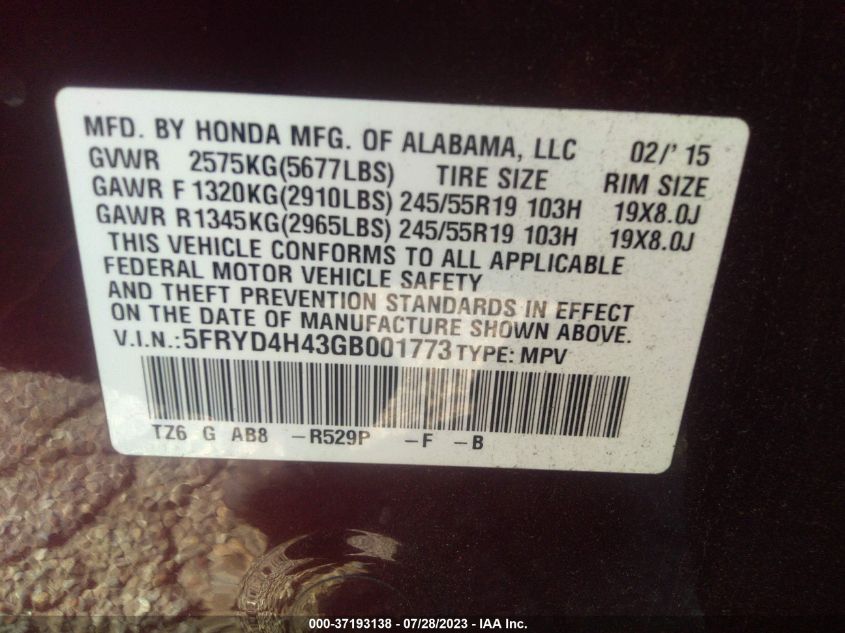 MFD. BY HONDA MFG. OF ALABAMA, LLC 02/' 15
GVWR 2575KG(5677LBS) TIRE SIZE RIM SIZE
GAWR F 1320KG(2910LBS) 245/55R19 103H 19X8.0J
GAWR R1345KG(2965LBS) 245/55R19 103H 19X8.0J
THIS VEHICLE CONFORMS TO ALL APPLICABLE
FEDERAL MOTOR VEHICLE SAFETY
AND THEFT PREVENTION STANDARDS IN EFFECT
ON THE DATE OF MANUFACTURE SHOWN ABOVE.
V.I.N.:5FRYD4H43GB001773 TYPE: MPV
TZ6 G AB8 -R529P -F -B
000-37193138 - 07/28/2023 - IAA Inc.